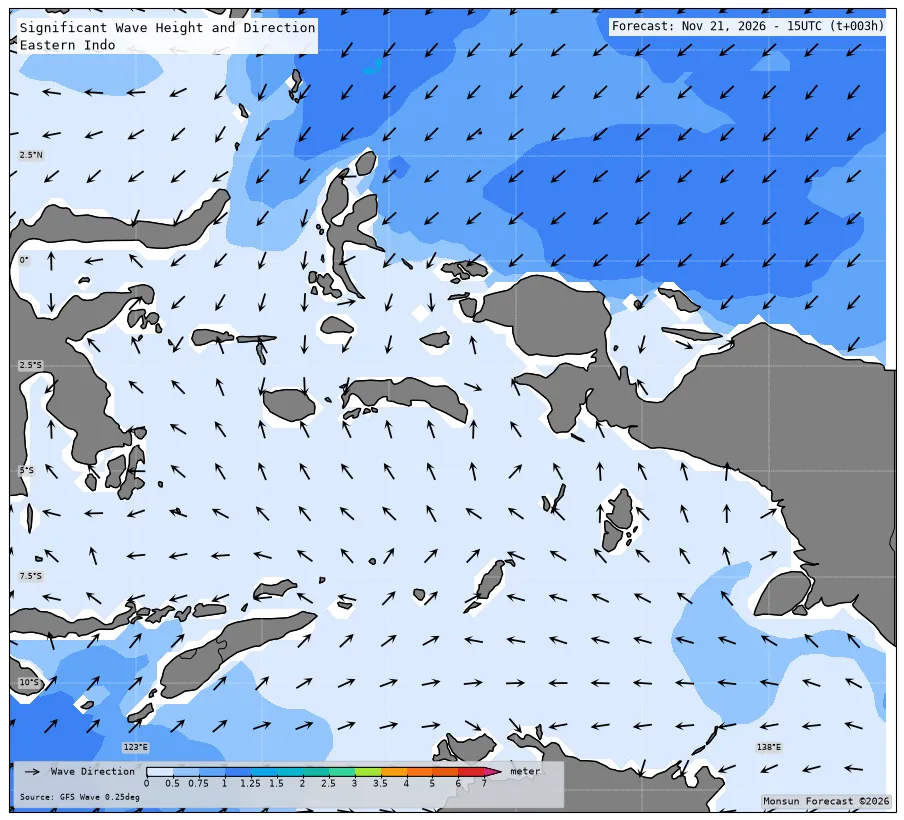 Significant Wave Height and Direction
Eastern Indo
Forecast: Nov 21, 2026 - 15UTC (t+003h)
2.5°N
0°
2.5°S
5°S
7.5°S
10°S
123°E
138°E
Wave Direction
meter
0 0.5 0.75 1 1.25 1.5 2 2.5 3 3.5 4 5 6 7
Source: GFS Wave 0.25deg
Monsun Forecast ©2026